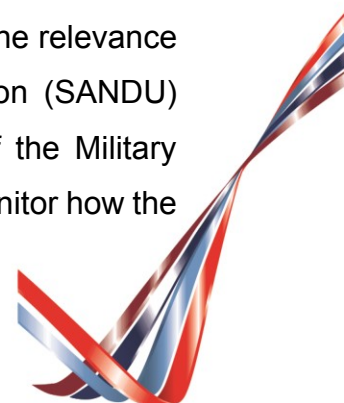 he relevance
on (SANDU)
f the Military
nitor how the